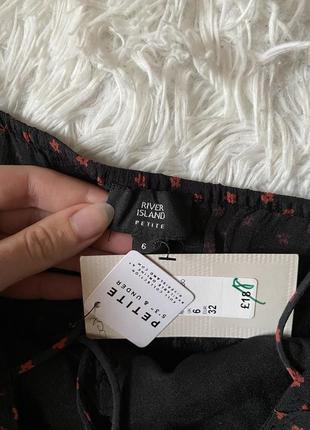 RIVER
ISLAND
PETITE
6
PETITE
5'3" & UNDER
6
32
£18